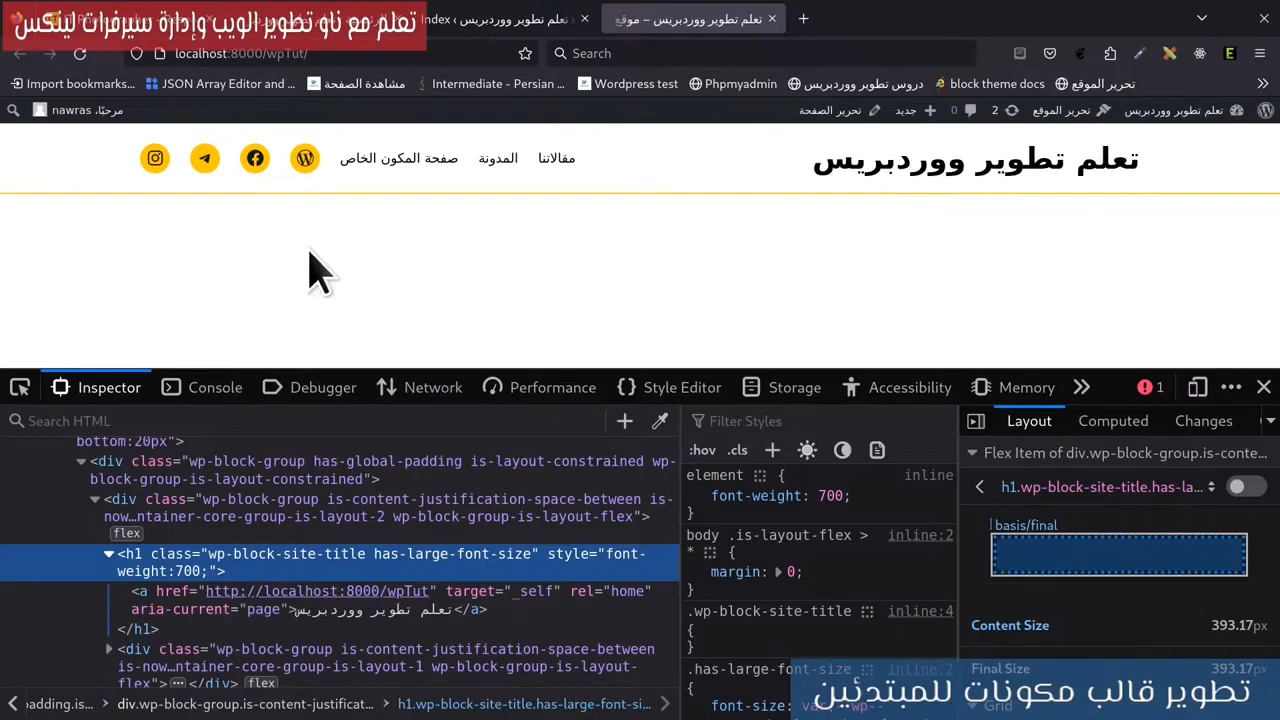 تعلم مع ناو تطوير الويب وإدارة سيرفرات لينكس
Index ‹ تعلم تطوير ووردبريس
تعلم تطوير ووردبريس – موقع
localhost:8000/wpTut/
Search
Import bookmarks...
JSON Array Editor and ...
مشاهدة الصفحة
Intermediate - Persian ...
Wordpress test
Phpmyadmin
دروس تطوير ووردبريس
block theme docs
تحرير الموقع
مرحبًا، nawras
تحرير الصفحة
جديد
0
2
تحرير الموقع
تعلم تطوير ووردبريس
تعلم تطوير ووردبريس
مقالاتنا
المدونة
صفحة المكون الخاص
Inspector
Console
Debugger
Network
Performance
Style Editor
Storage
Accessibility
Memory
1
Search HTML
bottom:20px">
<div class="wp-block-group has-global-padding is-layout-constrained wp-
block-group-is-layout-constrained">
<div class="wp-block-group is-content-justification-space-between is-
now…ntainer-core-group-is-layout-2 wp-block-group-is-layout-flex">
flex
<h1 class="wp-block-site-title has-large-font-size" style="font-
weight:700;">
<a href="http://localhost:8000/wpTut" target="_self" rel="home"
aria-current="page">تعلم تطوير ووردبريس</a>
</h1>
<div class="wp-block-group is-content-justification-space-between
is-now…ntainer-core-group-is-layout-1 wp-block-group-is-layout-
flex"> ⋯ </div> flex
adding.is...
div.wp-block-group.is-content-justificat...
h1.wp-block-site-title.has-large-font-si...
Filter Styles
:hov .cls
element { inline
font-weight: 700;
}
body .is-layout-flex > inline:2
* {
margin: 0;
}
.wp-block-site-title inline:4
{
}
.has-large-font-size inline:2
{
font-size: var(--wp--
Layout
Computed
Changes
Flex Item of div.wp-block-group.is-conte...
h1.wp-block-site-title.has-la...
basis/final
Content Size 393.17px
Final Size 393.17px
Grid
تطوير قالب مكونات للمبتدئين